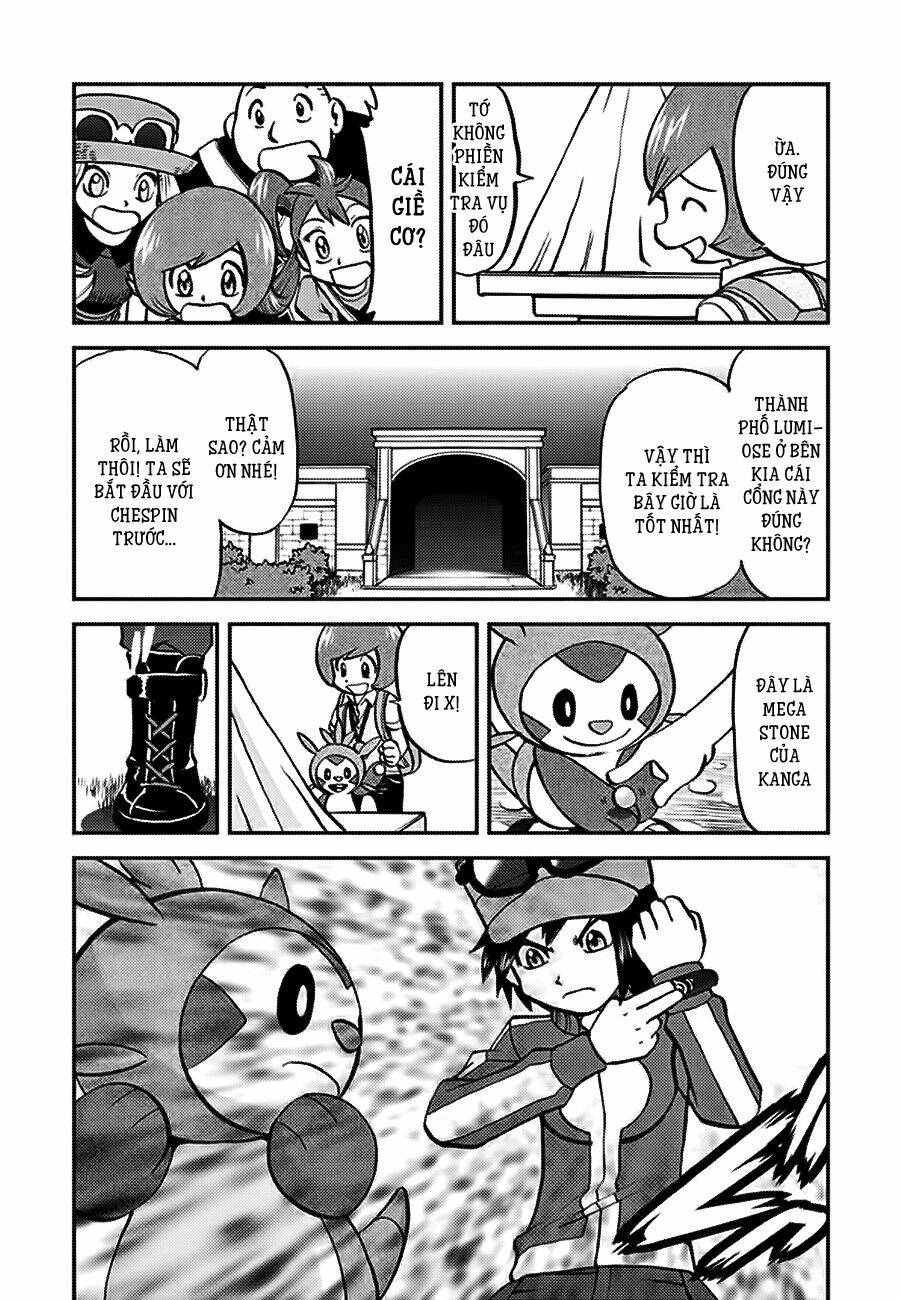 ỪA.
ĐÚNG
VẬY
TỚ
KHÔNG
PHIỀN
KIỂM
TRA VỤ
ĐÓ
ĐÂU
CÁI
GIỀ
CƠ?
THÀNH
PHỐ LUMI-
OSE Ở BÊN
KIA CÁI
CỔNG NÀY
ĐÚNG
KHÔNG?
VẬY THÌ
TA KIỂM TRA
BÂY GIỜ LÀ
TỐT NHẤT!
THẬT
SAO? CẢM
ƠN NHÉ!
RỒI, LÀM
THÔI! TA SẼ
BẮT ĐẦU VỚI
CHESPIN
TRƯỚC...
ĐÂY LÀ
MEGA
STONE
CỦA
KANGA
LÊN
ĐI X!